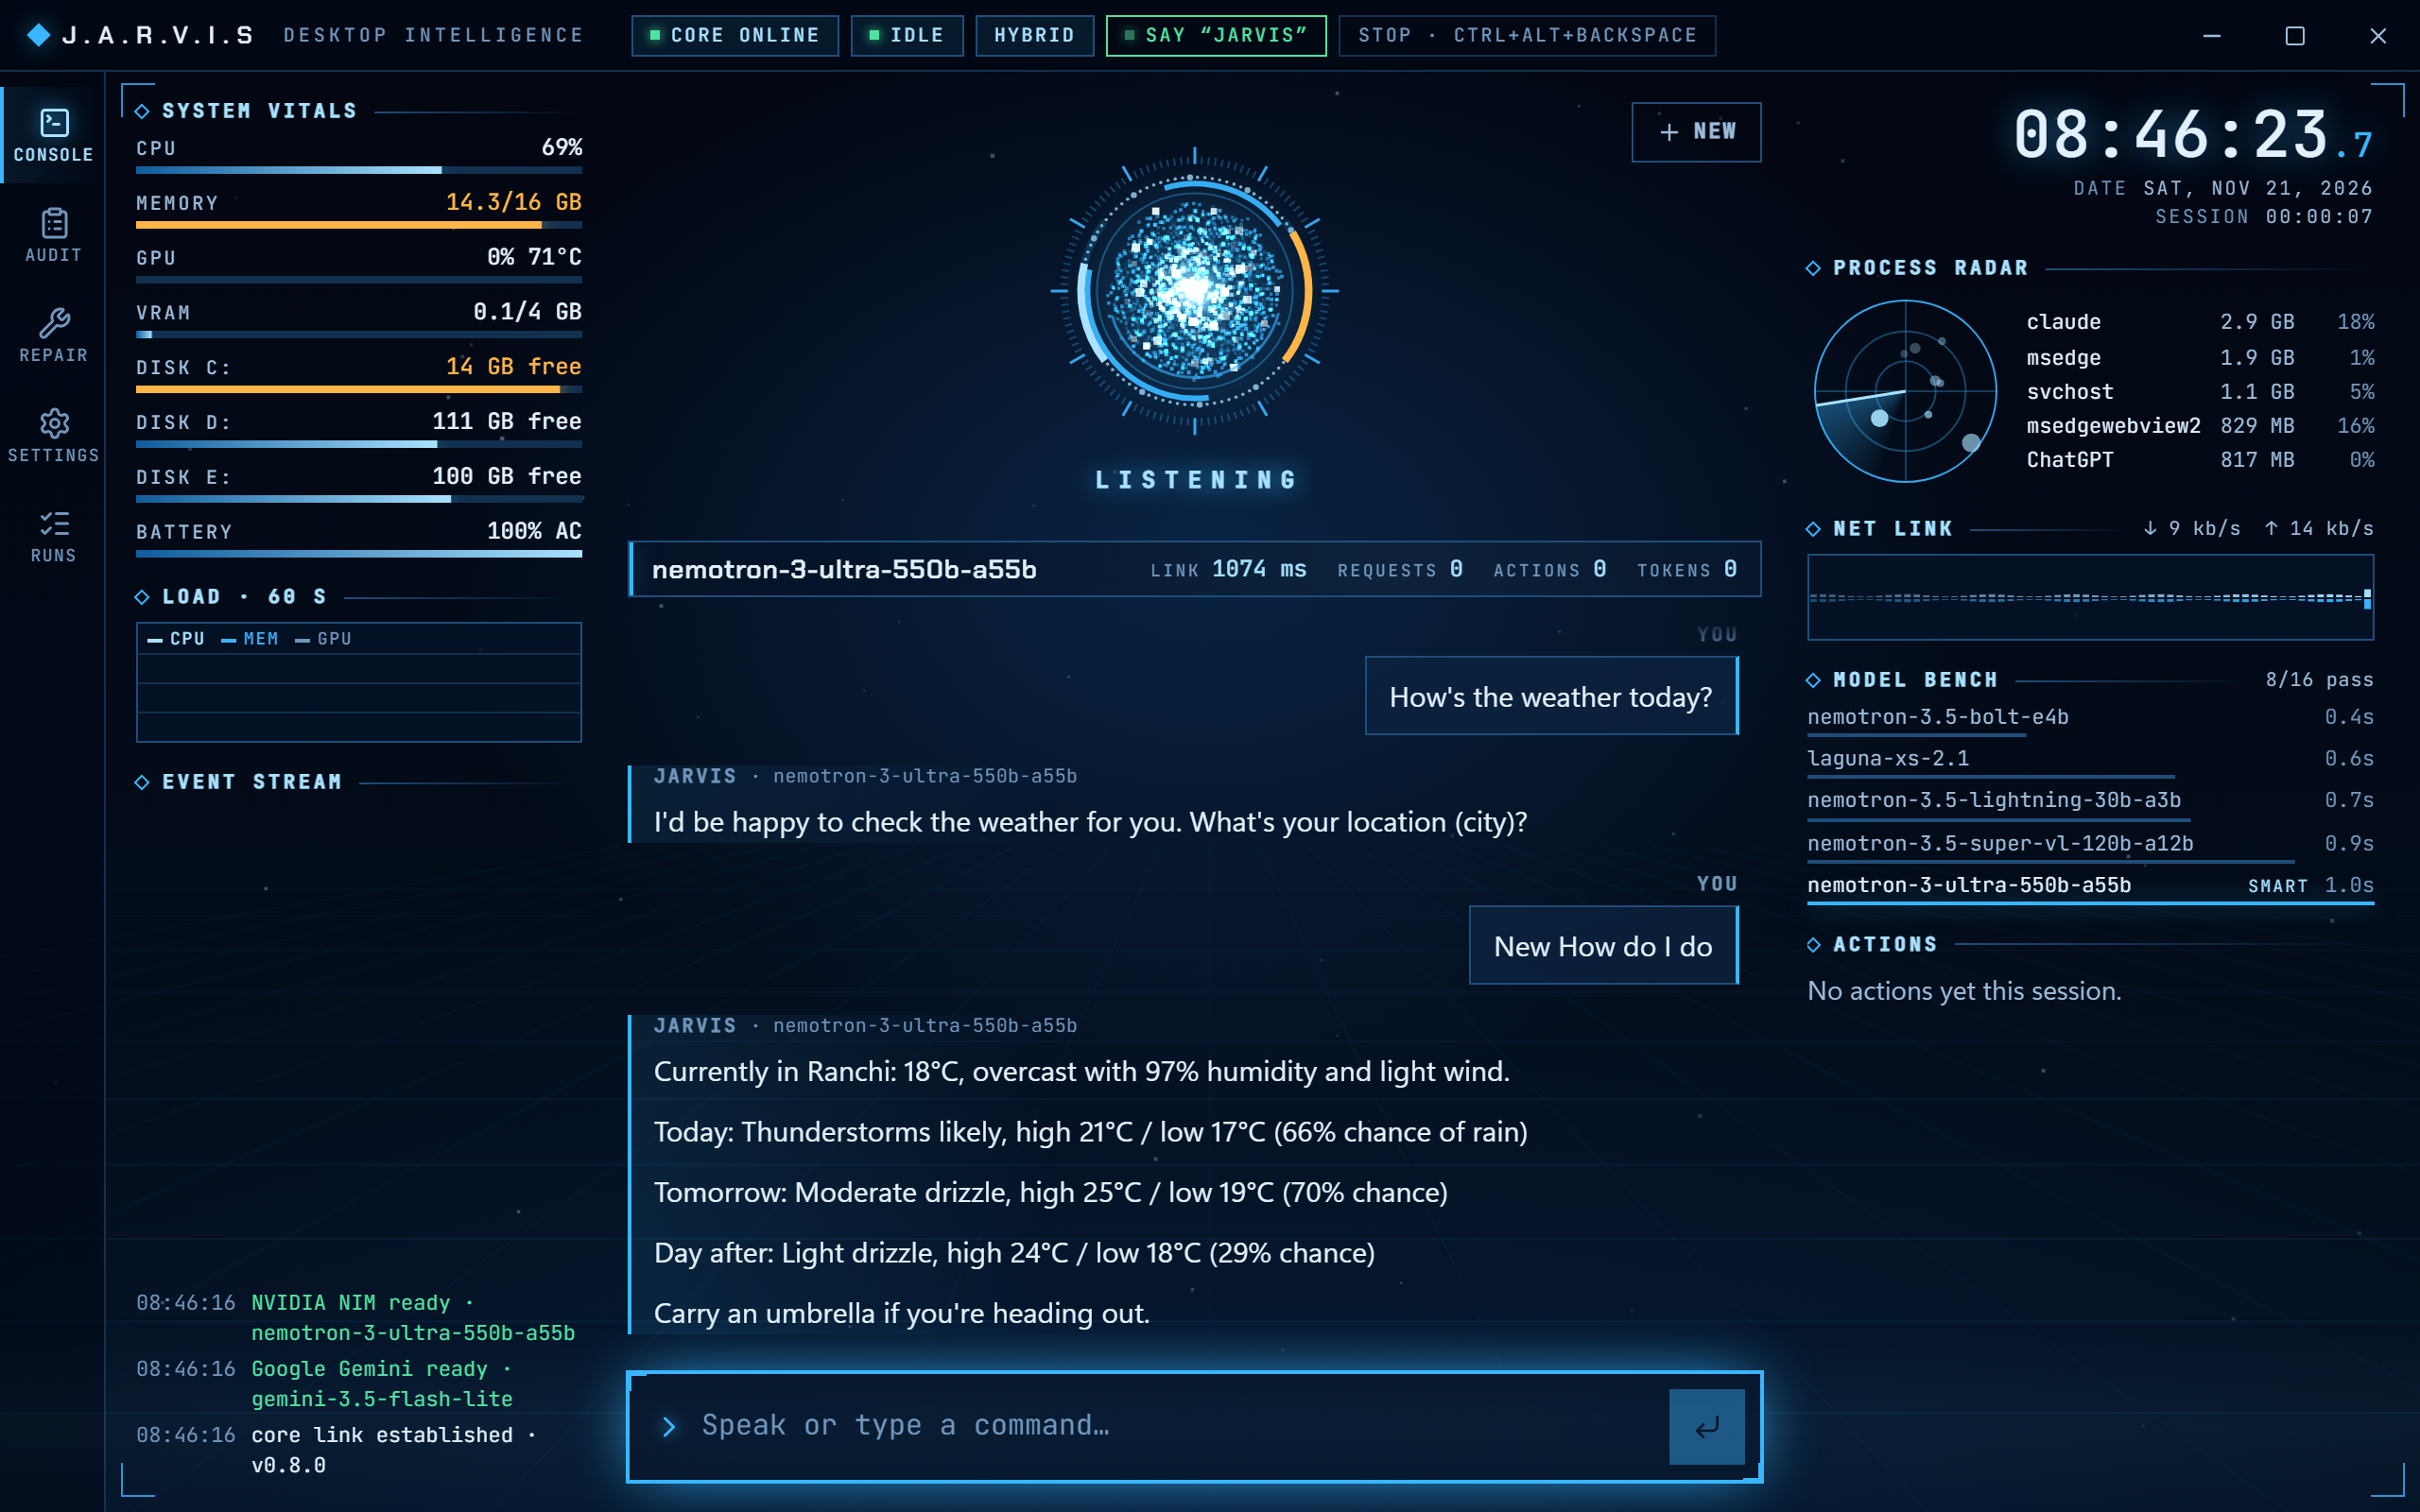 J.A.R.V.I.S DESKTOP INTELLIGENCE
CORE ONLINE
IDLE
HYBRID
SAY “JARVIS”
STOP · CTRL+ALT+BACKSPACE
CONSOLE
AUDIT
REPAIR
SETTINGS
RUNS
SYSTEM VITALS
CPU 69%
MEMORY 14.3/16 GB
GPU 0% 71°C
VRAM 0.1/4 GB
DISK C: 14 GB free
DISK D: 111 GB free
DISK E: 100 GB free
BATTERY 100% AC
LOAD · 60 S
CPU MEM GPU
EVENT STREAM
08:46:16 NVIDIA NIM ready ·
nemotron-3-ultra-550b-a55b
08:46:16 Google Gemini ready ·
gemini-3.5-flash-lite
08:46:16 core link established ·
v0.8.0
+ NEW
LISTENING
nemotron-3-ultra-550b-a55b LINK 1074 ms REQUESTS 0 ACTIONS 0 TOKENS 0
YOU
How's the weather today?
JARVIS · nemotron-3-ultra-550b-a55b
I'd be happy to check the weather for you. What's your location (city)?
YOU
New How do I do
JARVIS · nemotron-3-ultra-550b-a55b
Currently in Ranchi: 18°C, overcast with 97% humidity and light wind.
Today: Thunderstorms likely, high 21°C / low 17°C (66% chance of rain)
Tomorrow: Moderate drizzle, high 25°C / low 19°C (70% chance)
Day after: Light drizzle, high 24°C / low 18°C (29% chance)
Carry an umbrella if you're heading out.
Speak or type a command…
08:46:23.7
DATE SAT, NOV 21, 2026
SESSION 00:00:07
PROCESS RADAR
claude 2.9 GB 18%
msedge 1.9 GB 1%
svchost 1.1 GB 5%
msedgewebview2 829 MB 16%
ChatGPT 817 MB 0%
NET LINK ↓ 9 kb/s ↑ 14 kb/s
MODEL BENCH 8/16 pass
nemotron-3.5-bolt-e4b 0.4s
laguna-xs-2.1 0.6s
nemotron-3.5-lightning-30b-a3b 0.7s
nemotron-3.5-super-vl-120b-a12b 0.9s
nemotron-3-ultra-550b-a55b SMART 1.0s
ACTIONS
No actions yet this session.